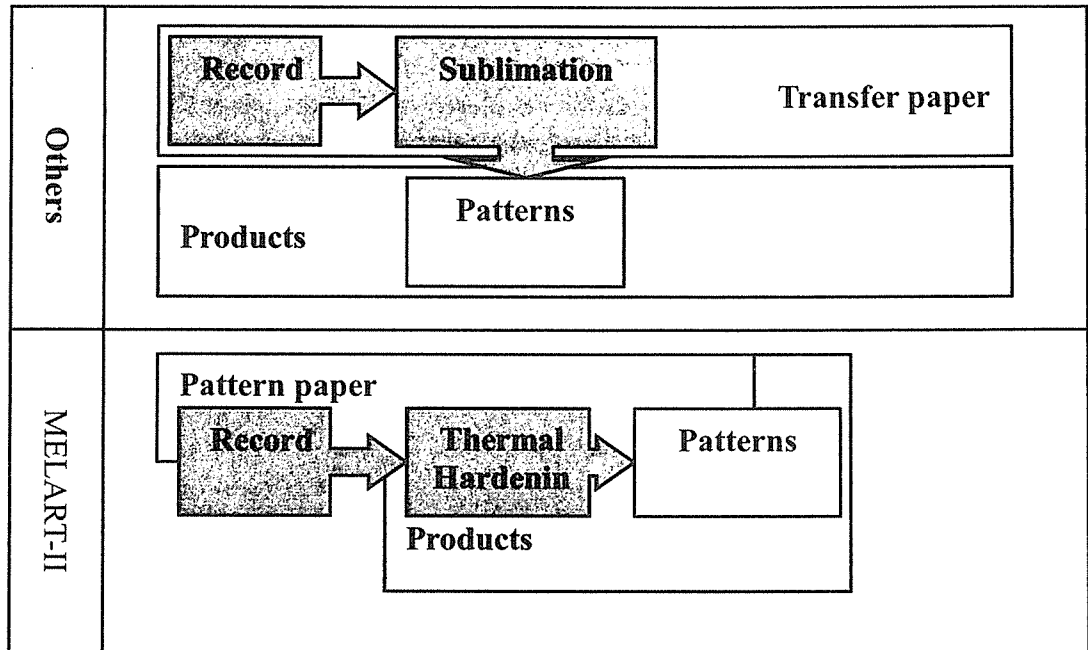 Others
Record
Sublimation
Transfer paper
Patterns
Products
MELART-II
Pattern paper
Record
Thermal
Hardenin
Patterns
Products